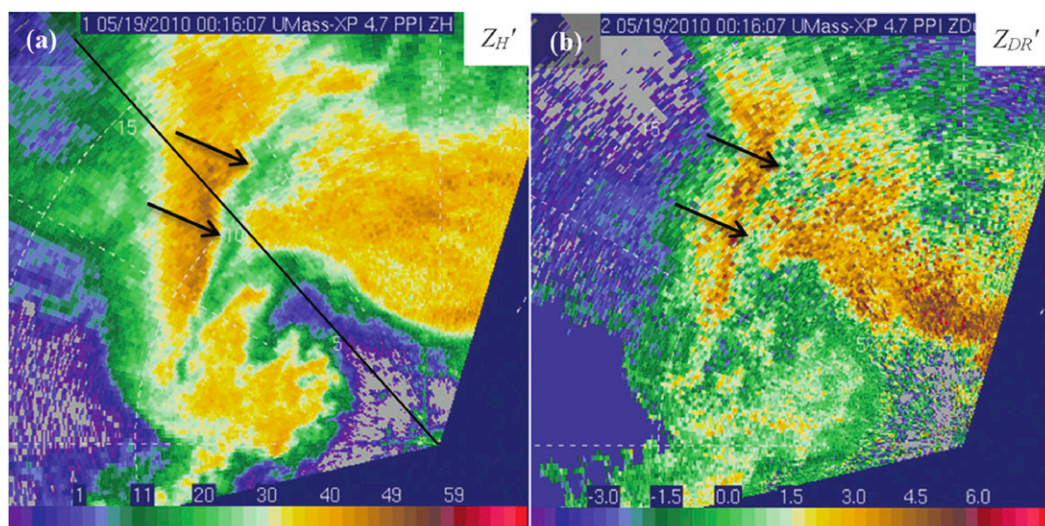 1 05/19/2010 00:16:07 UMass-XP 4.7 PPI ZH
(a)
ZH'
15
10
5
1 11 20 30 40 49 59
2 05/19/2010 00:16:07 UMass-XP 4.7 PPI ZD
(b)
ZDR'
15
5
-3.0 -1.5 0.0 1.5 3.0 4.5 6.0